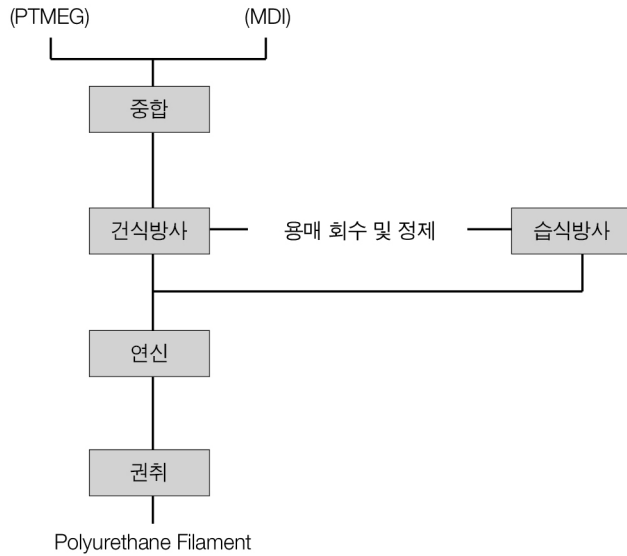 (PTMEG) (MDI)
중합
건식방사 용매 회수 및 정제 습식방사
연신
권취
Polyurethane Filament